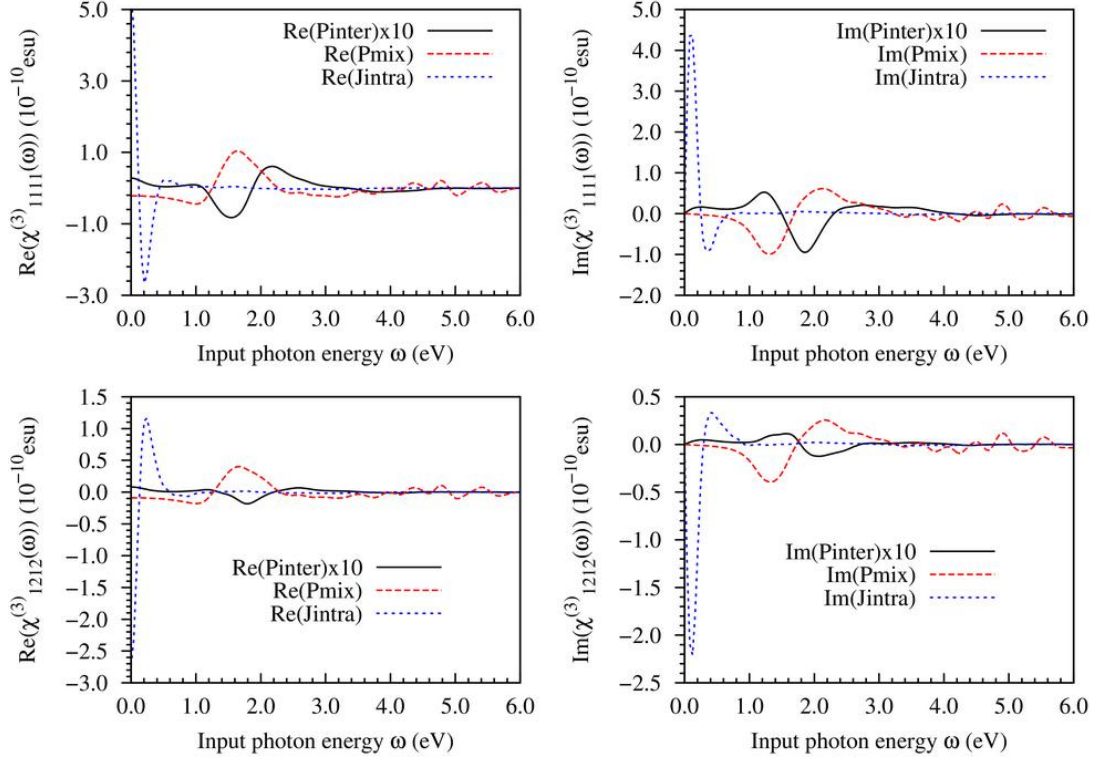 5.0
3.0
1.0
−1.0
−3.0
Re(χ⁽³⁾₁₁₁₁(ω)) (10⁻¹⁰esu)
Re(Pinter)x10
Re(Pmix)
Re(Jintra)
0.0 1.0 2.0 3.0 4.0 5.0 6.0
Input photon energy ω (eV)
5.0
4.0
3.0
2.0
1.0
0.0
−1.0
−2.0
Im(χ⁽³⁾₁₁₁₁(ω)) (10⁻¹⁰esu)
Im(Pinter)x10
Im(Pmix)
Im(Jintra)
0.0 1.0 2.0 3.0 4.0 5.0 6.0
Input photon energy ω (eV)
1.5
1.0
0.5
0.0
−0.5
−1.0
−1.5
−2.0
−2.5
−3.0
Re(χ⁽³⁾₁₂₁₂(ω)) (10⁻¹⁰esu)
Re(Pinter)x10
Re(Pmix)
Re(Jintra)
0.0 1.0 2.0 3.0 4.0 5.0 6.0
Input photon energy ω (eV)
0.5
0.0
−0.5
−1.0
−1.5
−2.0
−2.5
Im(χ⁽³⁾₁₂₁₂(ω)) (10⁻¹⁰esu)
Im(Pinter)x10
Im(Pmix)
Im(Jintra)
0.0 1.0 2.0 3.0 4.0 5.0 6.0
Input photon energy ω (eV)